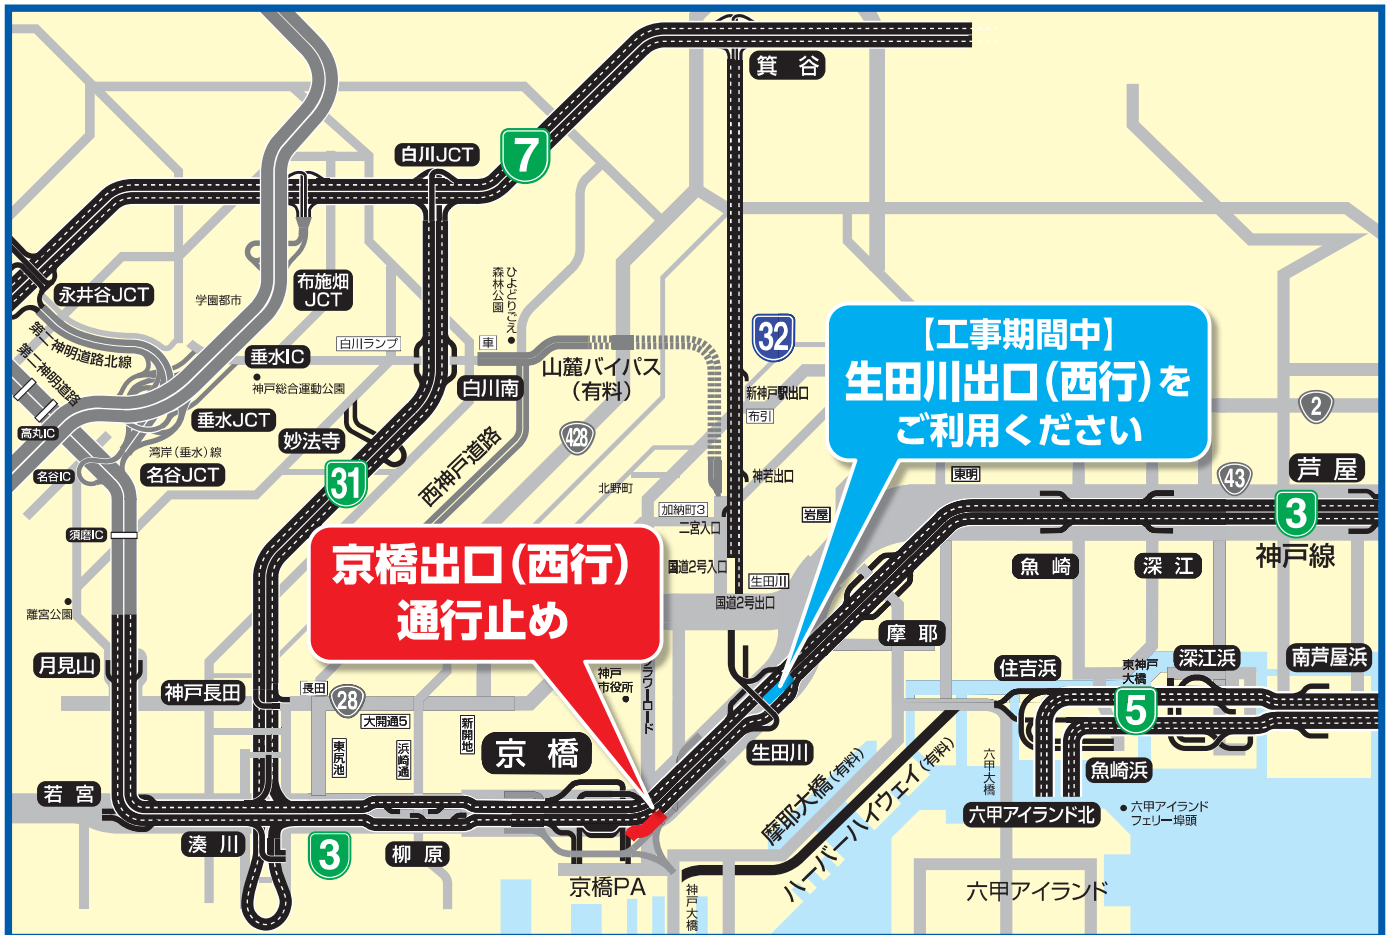 箕谷
7
白川JCT
永井谷JCT
布施畑
JCT
学園都市
ひよどりごえ
森林公園
第二神明道路北線
第二神明道路
垂水IC
白川ランプ
車
白川南
山麓バイパス
(有料)
神戸総合運動公園
32
新神戸駅出口
布引
【工事期間中】
生田川出口(西行)を
ご利用ください
2
高丸IC
垂水JCT
妙法寺
428
湾岸(垂水)線
名谷IC
名谷JCT
31
西神戸道路
北野町
神若出口
東明
43
芦屋
加納町3
二宮入口
岩屋
3
神戸線
須磨IC
国道2号入口
生田川
国道2号出口
魚崎
深江
京橋出口(西行)
通行止め
離宮公園
摩耶
月見山
神戸長田
長田
28
神戸
市役所
フラワーロード
住吉浜
東神戸
大橋
深江浜
南芦屋浜
5
大開通5
新開地
東尻池
浜崎通
京橋
生田川
摩耶大橋(有料)
ハーバーハイウェイ(有料)
六甲大橋
魚崎浜
若宮
六甲アイランド北
六甲アイランド
フェリー埠頭
湊川
3
柳原
京橋PA
神戸大橋
六甲アイランド